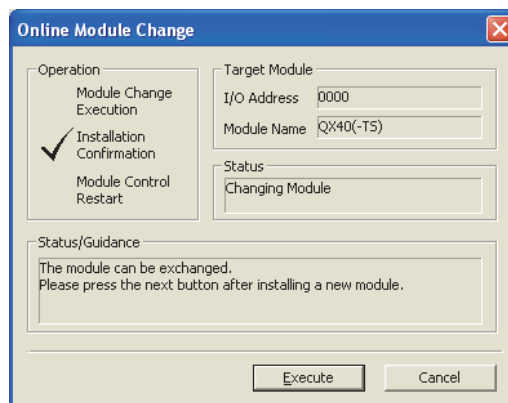 Online Module Change
Operation
Module Change
Execution
Installation
Confirmation
Module Control
Restart
Target Module
I/O Address 0000
Module Name QX40(-TS)
Status
Changing Module
Status/Guidance
The module can be exchanged.
Please press the next button after installing a new module.
Execute Cancel